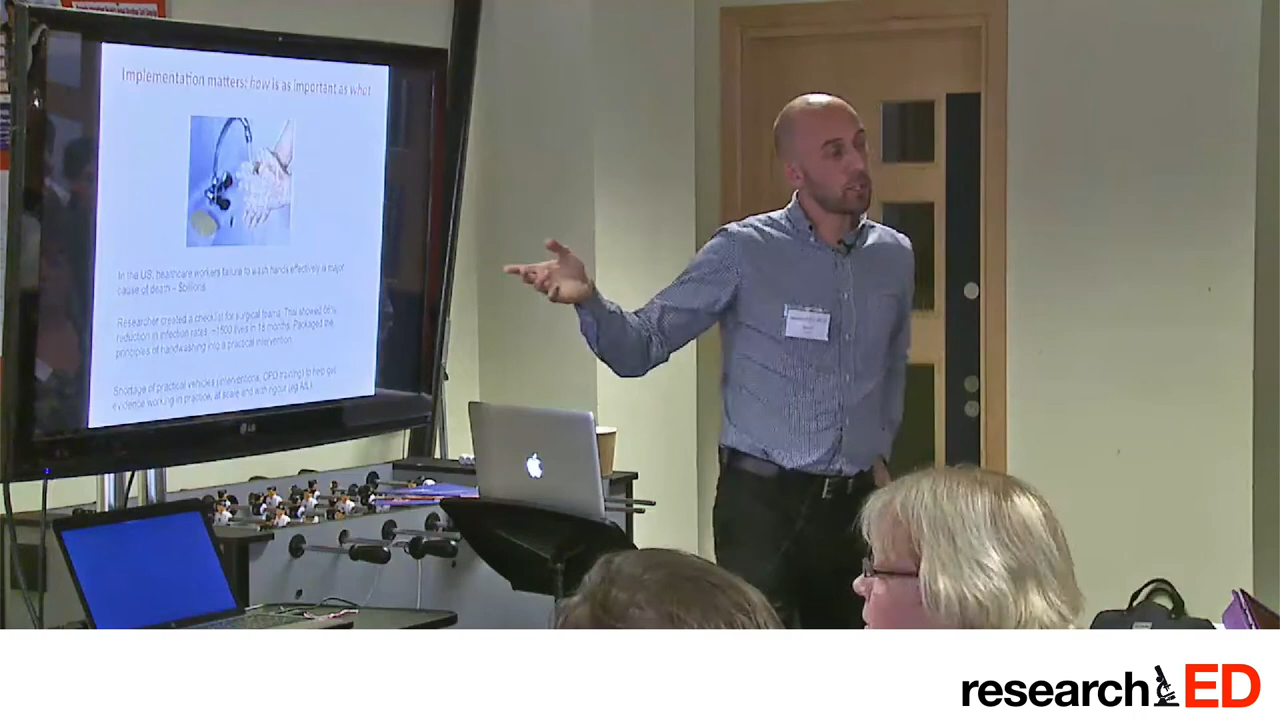 Implementation matters: how is as important as what
In the US, healthcare workers failure to wash hands effectively is major
cause of death – $billions.
Researcher created a checklist for surgical teams. Trial showed 66%
reduction in infection rates, ~1500 lives in 18 months. Packaged the
principles of handwashing into a practical intervention.
Shortage of practical vehicles (interventions, CPD training) to help get
evidence working in practice, at scale and with rigour (eg AfL)
LG
researchED